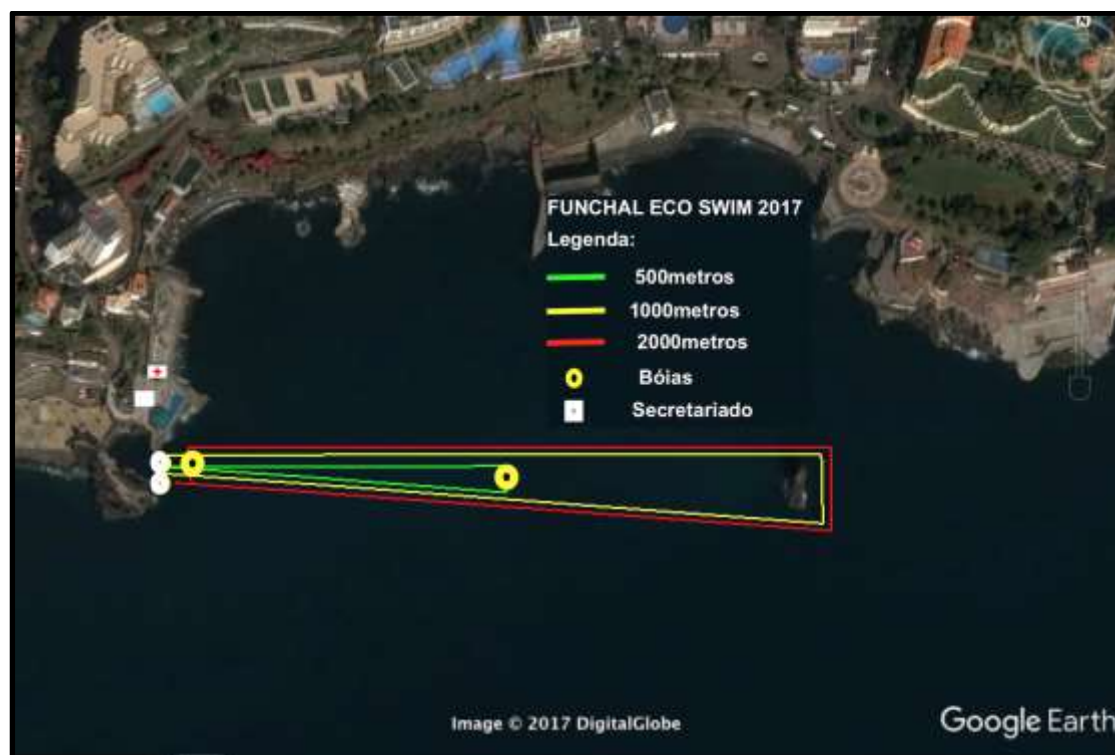 N
FUNCHAL ECO SWIM 2017
Legenda:
500metros
1000metros
2000metros
Bóias
Secretariado
Image © 2017 DigitalGlobe
Google Earth